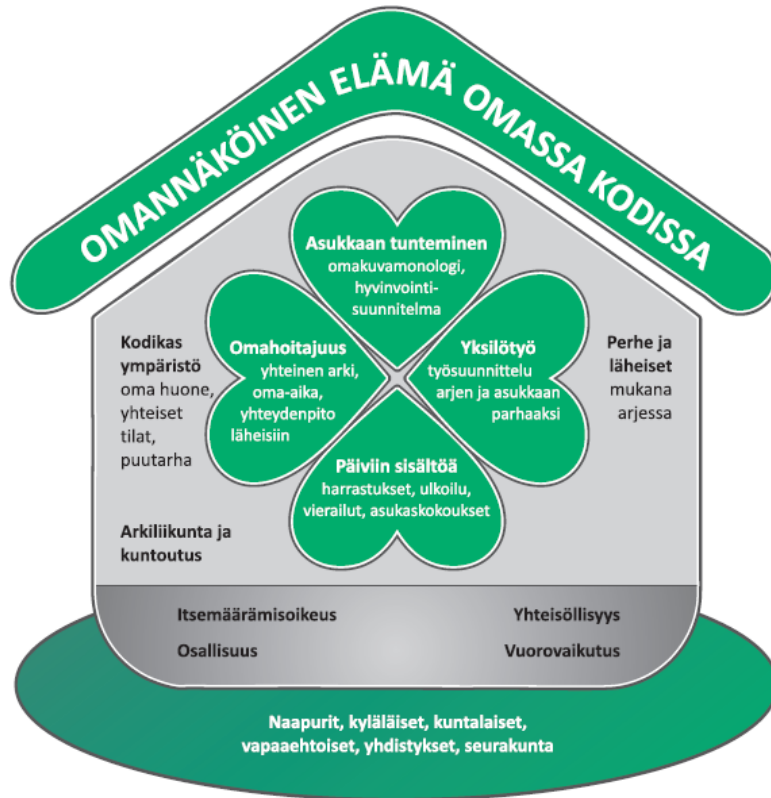 OMANNÄKÖINEN ELÄMÄ OMASSA KODISSA
Asukkaan tunteminen
omakuvamonologi,
hyvinvointi-
suunnitelma
Kodikas
ympäristö
oma huone,
yhteiset
tilat,
puutarha
Omahoitajuus
yhteinen arki,
oma-aika,
yhteydenpito
läheisiin
Yksilötyö
työsuunnittelu
arjen ja asukkaan
parhaaksi
Perhe ja
läheiset
mukana
arjessa
Päiviin sisältöä
harrastukset, ulkoilu,
vierailut, asukaskokoukset
Arkiliikunta ja
kuntoutus
Itsemäärämisoikeus
Yhteisöllisyys
Osallisuus
Vuorovaikutus
Naapurit, kyläläiset, kuntalaiset,
vapaaehtoiset, yhdistykset, seurakunta